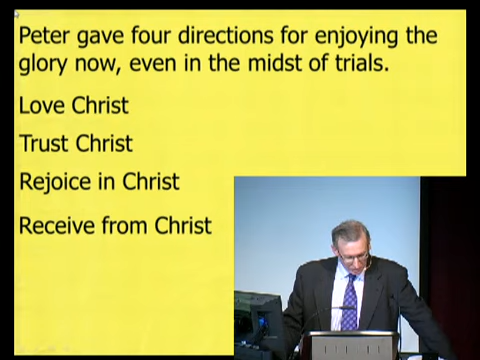 Peter gave four directions for enjoying the
glory now, even in the midst of trials.
Love Christ
Trust Christ
Rejoice in Christ
Receive from Christ